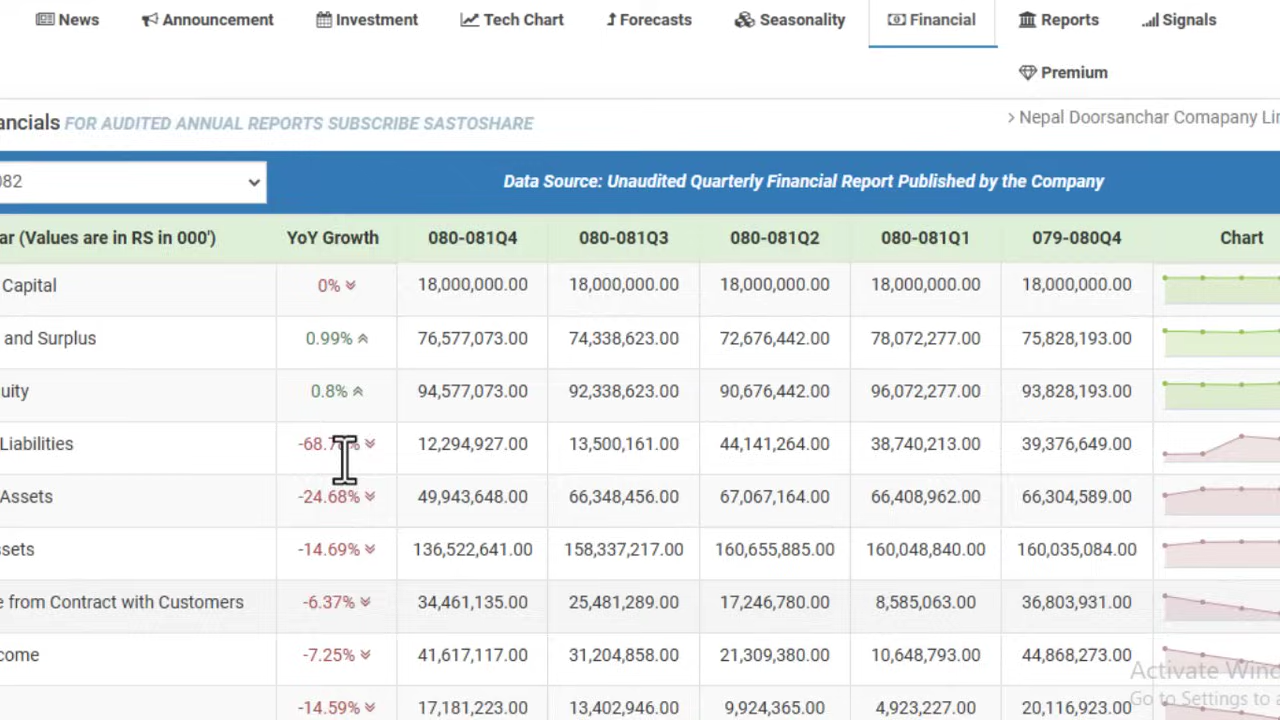 News Announcement Investment Tech Chart Forecasts Seasonality Financial Reports Signals
Premium
ancials FOR AUDITED ANNUAL REPORTS SUBSCRIBE SASTOSHARE
Nepal Doorsanchar Comapany Lin
082
Data Source: Unaudited Quarterly Financial Report Published by the Company
ar (Values are in RS in 000') YoY Growth 080-081Q4 080-081Q3 080-081Q2 080-081Q1 079-080Q4 Chart
Capital 0% 18,000,000.00 18,000,000.00 18,000,000.00 18,000,000.00 18,000,000.00
and Surplus 0.99% 76,577,073.00 74,338,623.00 72,676,442.00 78,072,277.00 75,828,193.00
uity 0.8% 94,577,073.00 92,338,623.00 90,676,442.00 96,072,277.00 93,828,193.00
Liabilities 12,294,927.00 13,500,161.00 44,141,264.00 38,740,213.00 39,376,649.00
Assets -24.68% 49,943,648.00 66,348,456.00 67,067,164.00 66,408,962.00 66,304,589.00
sets -14.69% 136,522,641.00 158,337,217.00 160,655,885.00 160,048,840.00 160,035,084.00
e from Contract with Customers -6.37% 34,461,135.00 25,481,289.00 17,246,780.00 8,585,063.00 36,803,931.00
come -7.25% 41,617,117.00 31,204,858.00 21,309,380.00 10,648,793.00 44,868,273.00
Activate Wind
Go to Settings to a
-14.59% 17,181,223.00 13,402,946.00 9,924,365.00 4,923,227.00 20,116,923.00